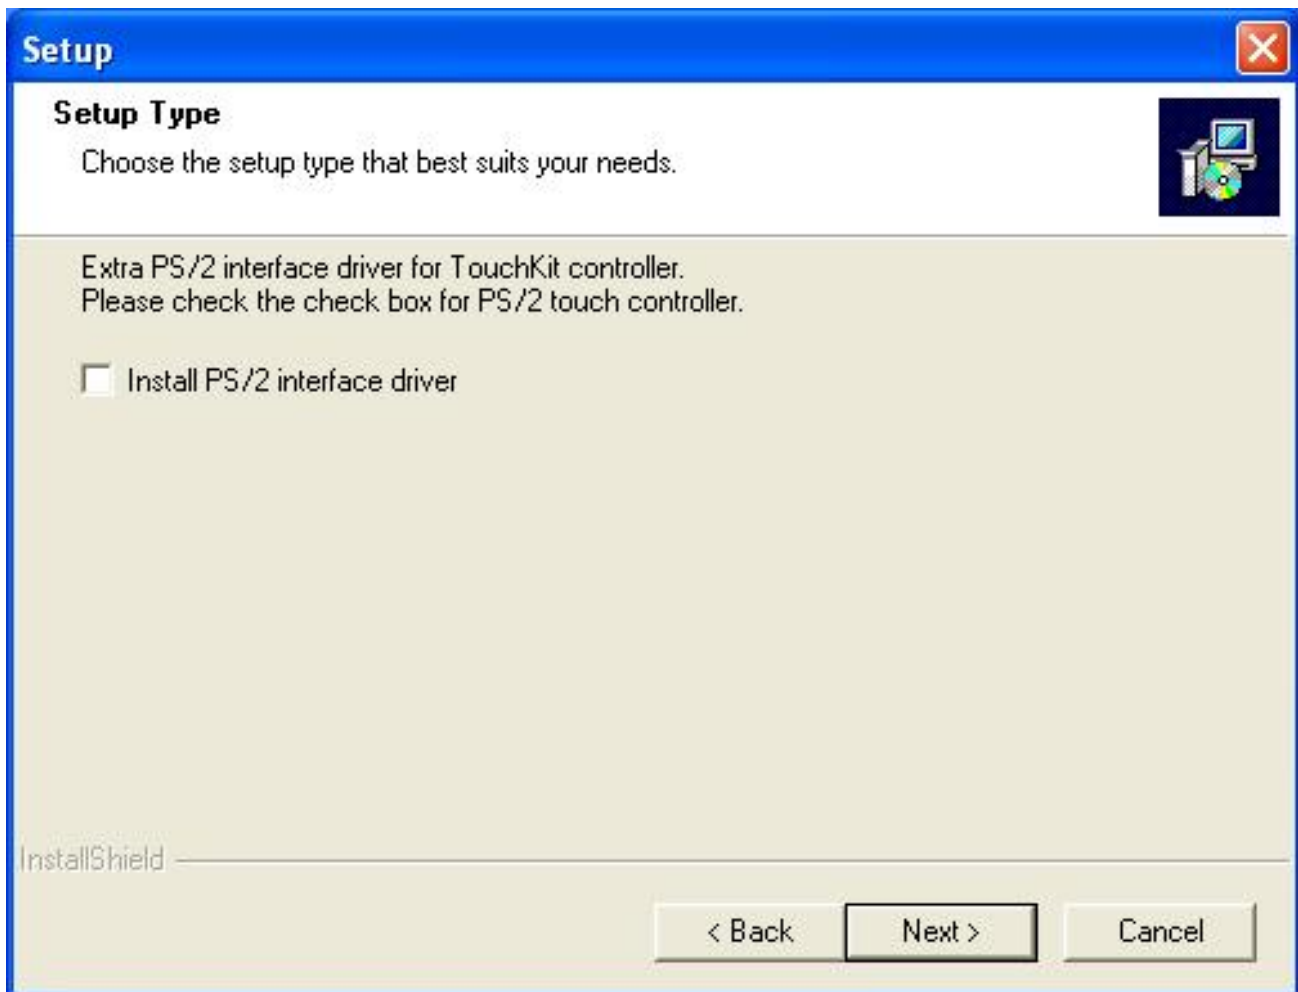 Setup
Setup Type
Choose the setup type that best suits your needs.
Extra PS/2 interface driver for TouchKit controller.
Please check the check box for PS/2 touch controller.
Install PS/2 interface driver
InstallShield
< Back
Next >
Cancel